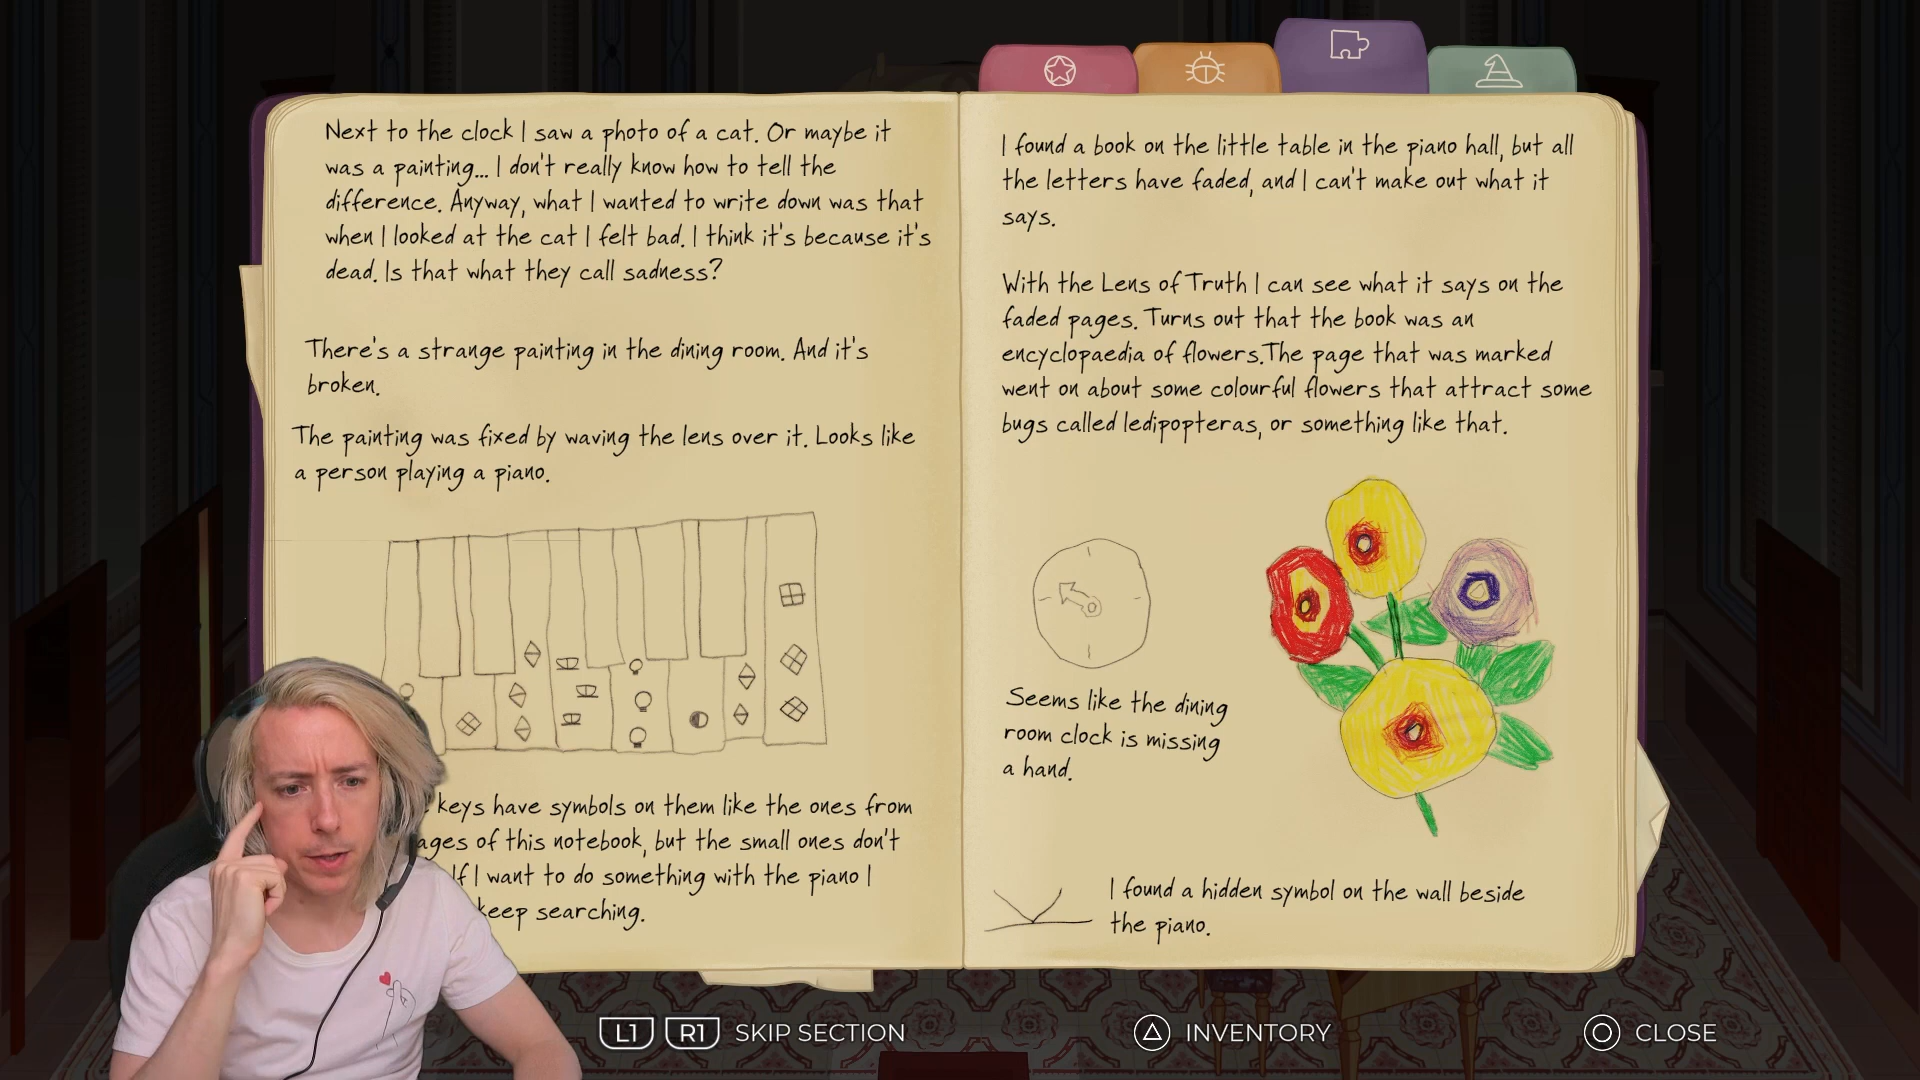 Next to the clock I saw a photo of a cat. Or maybe it
was a painting... I don't really know how to tell the
difference. Anyway, what I wanted to write down was that
when I looked at the cat I felt bad. I think it's because it's
dead. Is that what they call sadness?
There's a strange painting in the dining room. And it's
broken.
The painting was fixed by waving the lens over it. Looks like
a person playing a piano.
keys have symbols on them like the ones from
of this notebook, but the small ones don't
If I want to do something with the piano I
keep searching.
I found a book on the little table in the piano hall, but all
the letters have faded, and I can't make out what it
says.
With the Lens of Truth I can see what it says on the
faded pages. Turns out that the book was an
encyclopaedia of flowers.The page that was marked
went on about some colourful flowers that attract some
bugs called ledipopteras, or something like that.
Seems like the dining
room clock is missing
a hand.
I found a hidden symbol on the wall beside
the piano.
L1 R1 SKIP SECTION
INVENTORY
CLOSE